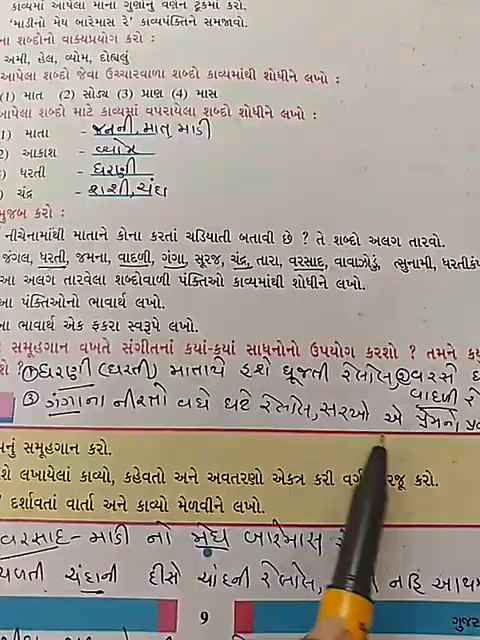 કાવ્યમાં આપેલા માના ગુણોનું વર્ણન ટૂંકમાં કરો.
'માડીનો મેઘ બારેમાસ રે' કાવ્યપંક્તિને સમજાવો.
ના શબ્દોનો વાક્યપ્રયોગ કરો :
અમી, હેલ, વ્યોમ, દોહ્યલું
આપેલા શબ્દો જેવા ઉચ્ચારવાળા શબ્દો કાવ્યમાંથી શોધીને લખો :
(1) માત (2) સોહ્ય (3) પ્રાણ (4) માસ
આપેલા શબ્દો માટે કાવ્યમાં વપરાયેલા શબ્દો શોધીને લખો :
1) માતા - જનની, માત, માડી
2) આકાશ - વ્યોમ
) ધરતી - ધરણી
) ચંદ્ર - શશી, ચંદા
મુજબ કરો :
નીચેનામાંથી માતાને કોના કરતાં ચડિયાતી બતાવી છે ? તે શબ્દો અલગ તારવો.
જંગલ, ધરતી, જમના, વાદળી, ગંગા, સૂરજ, ચંદ્ર, તારા, વરસાદ, વાવાઝોડું, ત્સુનામી, ધરતીકં
આ અલગ તારવેલા શબ્દોવાળી પંક્તિઓ કાવ્યમાંથી શોધીને લખો.
આ પંક્તિઓનો ભાવાર્થ લખો.
ના ભાવાર્થ એક ફકરા સ્વરૂપે લખો.
સમૂહગાન વખતે સંગીતનાં કયાં-કયાં સાધનોનો ઉપયોગ કરશો ? તમને ક
શે ? ① ધરણી (ધરતી) માતાયે હશે ધ્રૂજતી રે લોલ, ② વરસે
વાદળી રે
③ ગંગાના નીરતો વધે ઘટે રે લોલ, સરખો એ પ્રેમનો પ્ર
નું સમૂહગાન કરો.
શે લખાયેલાં કાવ્યો, કહેવતો અને અવતરણો એકત્ર કરી વર્ગ રજૂ કરો.
દર્શાવતાં વાર્તા અને કાવ્યો મેળવીને લખો.
વરસાદ - માડી નો મેઘ બારેમાસ રે
ચળતી ચંદાની દીસે ચાંદની રે લોલ, નહિ આથ
9
ગુજરા